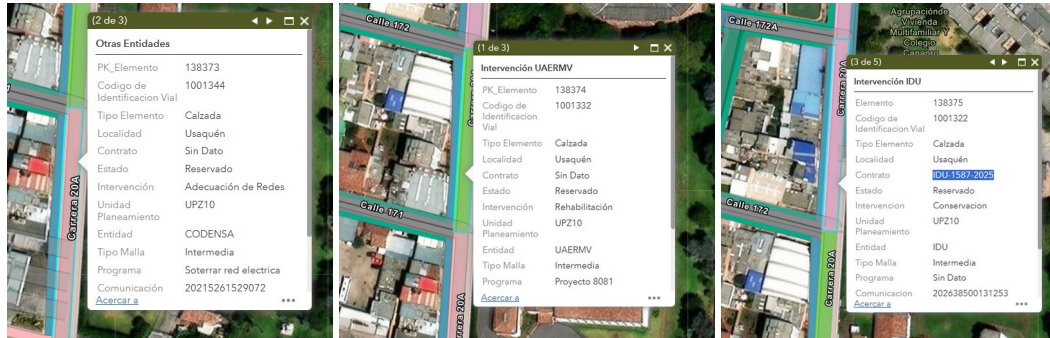 (2 de 3)
Otras Entidades
PK_Elemento 138373
Codigo de Identificacion Vial 1001344
Tipo Elemento Calzada
Localidad Usaquén
Contrato Sin Dato
Estado Reservado
Intervención Adecuación de Redes
Unidad Planeamiento UPZ10
Entidad CODENSA
Tipo Malla Intermedia
Programa Soterrar red electrica
Comunicación 20215261529072
Acercar a
Carrera 20A
Calle 172
(1 de 3)
Intervención UAERMV
PK_Elemento 138374
Codigo de Identificacion Vial 1001332
Tipo Elemento Calzada
Localidad Usaquén
Contrato Sin Dato
Estado Reservado
Intervención Rehabilitación
Unidad Planeamiento UPZ10
Entidad UAERMV
Tipo Malla Intermedia
Programa Proyecto 8081
Acercar a
Calle 171
Carrera 20A
Calle 172A
Agrupaciónde
Vivienda
Multifamiliar Y
Colegio
(3 de 5)
Intervención IDU
Elemento 138375
Codigo de Identificacion Vial 1001322
Tipo Elemento Calzada
Localidad Usaquén
Contrato IDU-1587-2025
Estado Reservado
Intervencion Conservacion
Unidad Planeamiento UPZ10
Entidad IDU
Tipo Malla Intermedia
Programa Sin Dato
Comunicacion 202638500131253
Acercar a
Calle 172
Carrera 20A